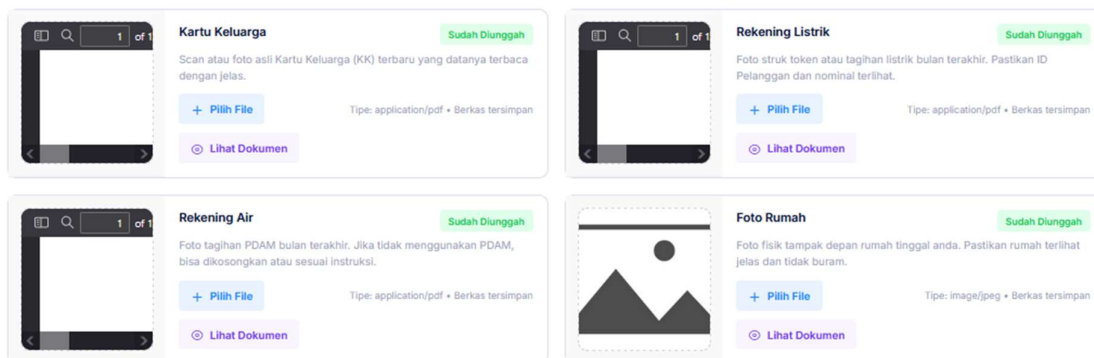 1 of 1
Kartu Keluarga
Sudah Diunggah
Scan atau foto asli Kartu Keluarga (KK) terbaru yang datanya terbaca
dengan jelas.
+ Pilih File
Tipe: application/pdf • Berkas tersimpan
Lihat Dokumen
1 of 1
Rekening Listrik
Sudah Diunggah
Foto struk token atau tagihan listrik bulan terakhir. Pastikan ID
Pelanggan dan nominal terlihat.
+ Pilih File
Tipe: application/pdf • Berkas tersimpan
Lihat Dokumen
1 of 1
Rekening Air
Sudah Diunggah
Foto tagihan PDAM bulan terakhir. Jika tidak menggunakan PDAM,
bisa dikosongkan atau sesuai instruksi.
+ Pilih File
Tipe: application/pdf • Berkas tersimpan
Lihat Dokumen
Foto Rumah
Sudah Diunggah
Foto fisik tampak depan rumah tinggal anda. Pastikan rumah terlihat
jelas dan tidak buram.
+ Pilih File
Tipe: image/jpeg • Berkas tersimpan
Lihat Dokumen